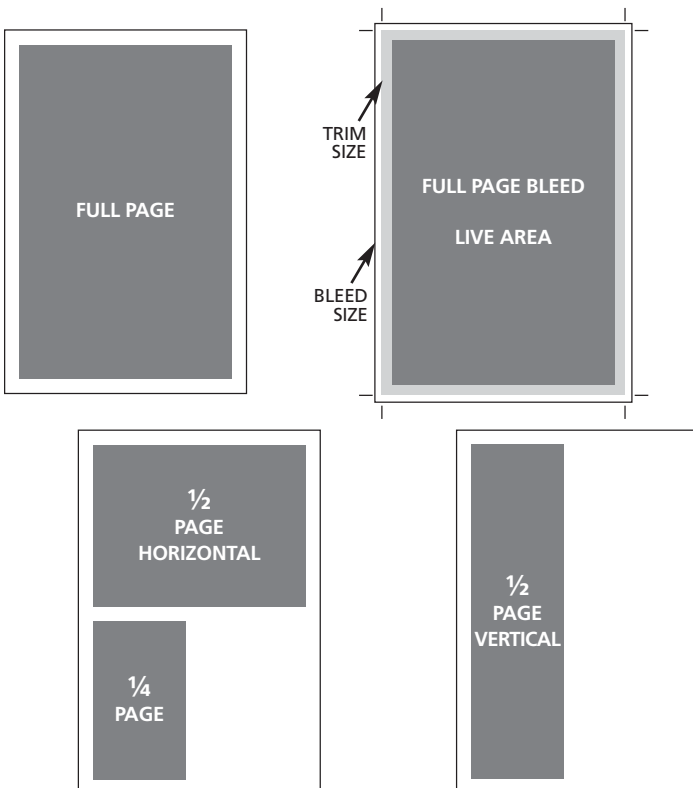 FULL PAGE
TRIM
SIZE
FULL PAGE BLEED
LIVE AREA
BLEED
SIZE
½
PAGE
HORIZONTAL
¼
PAGE
½
PAGE
VERTICAL